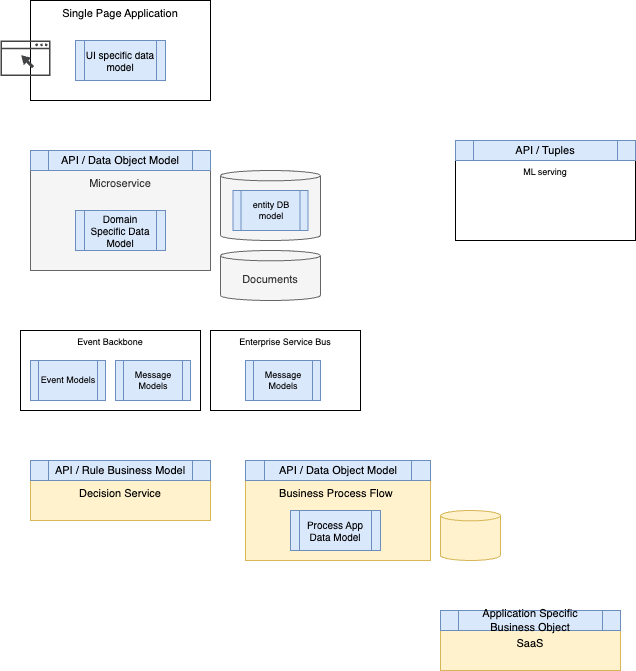 Single Page Application
UI specific data
model
API / Data Object Model
Microservice
Domain
Specific Data
Model
entity DB
model
Documents
API / Tuples
ML serving
Event Backbone
Event Models
Message
Models
Enterprise Service Bus
Message
Models
API / Rule Business Model
Decision Service
API / Data Object Model
Business Process Flow
Process App
Data Model
Application Specific
Business Object
SaaS